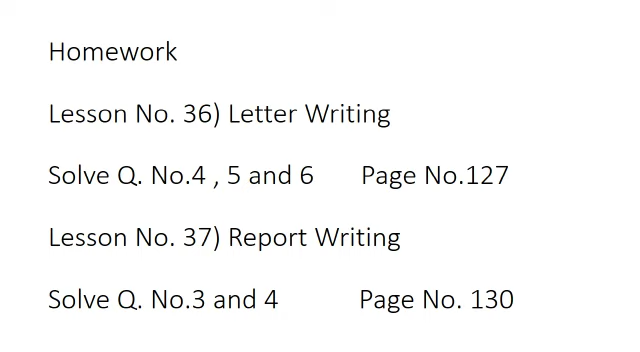 Homework
Lesson No. 36) Letter Writing
Solve Q. No.4 , 5 and 6 Page No.127
Lesson No. 37) Report Writing
Solve Q. No.3 and 4 Page No. 130